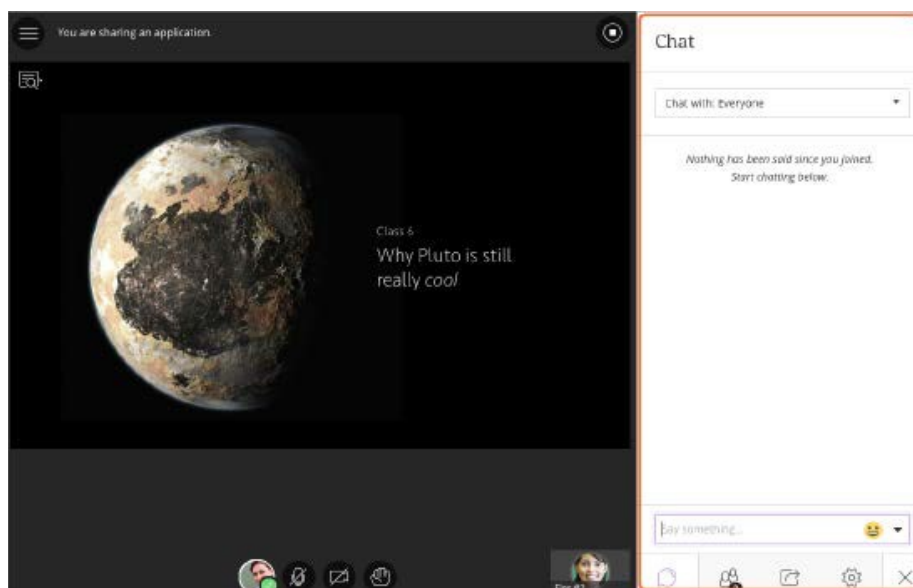 You are sharing an application.
Class 6
Why Pluto is still
really cool
Chat
Chat with: Everyone
Nothing has been said since you joined.
Start chatting below.
Say something...